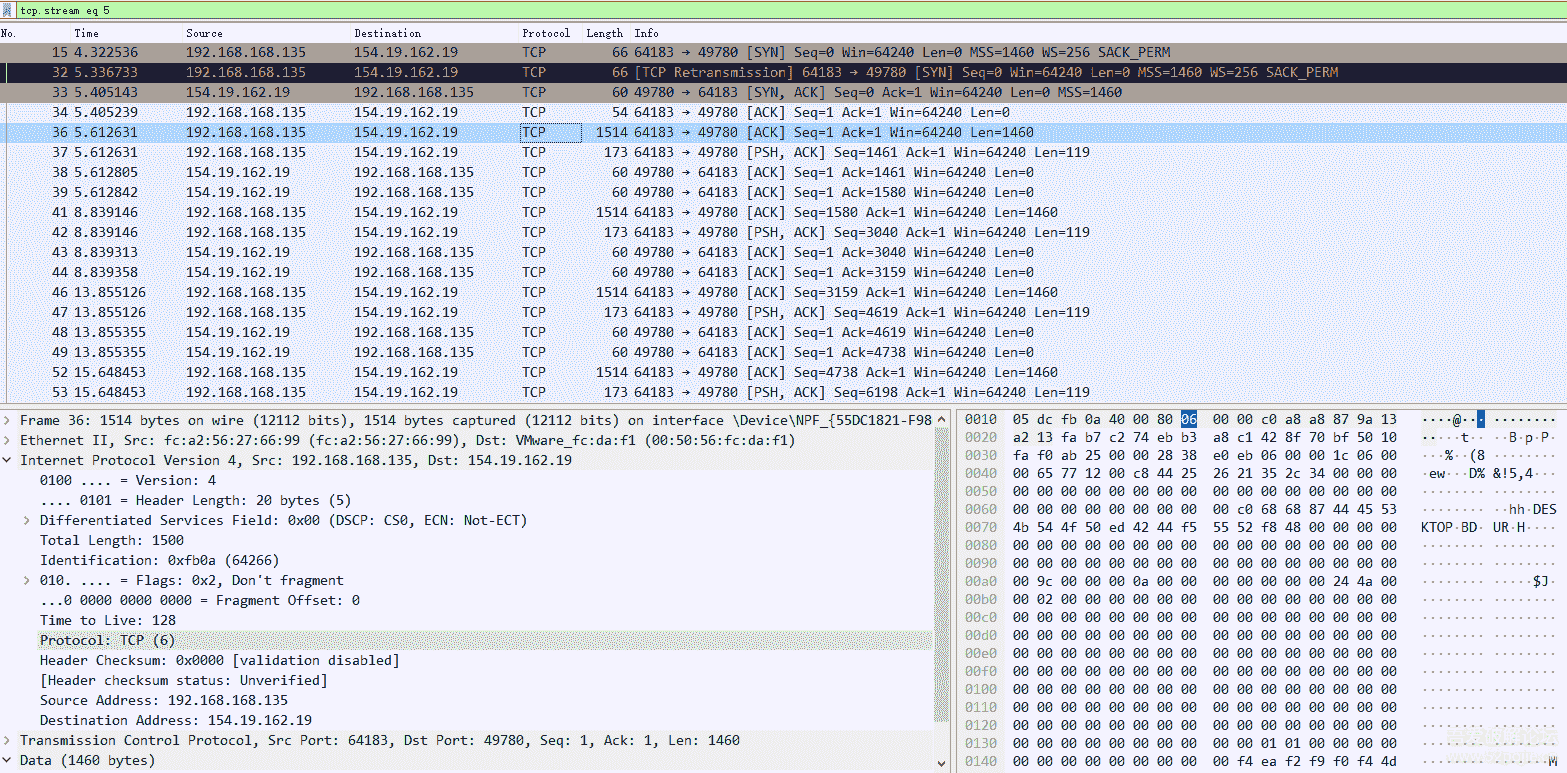 tcp.stream eq 5
No. Time Source Destination Protocol Length Info
15 4.322536 192.168.168.135 154.19.162.19 TCP 66 64183 → 49780 [SYN] Seq=0 Win=64240 Len=0 MSS=1460 WS=256 SACK_PERM
32 5.336733 192.168.168.135 154.19.162.19 TCP 66 [TCP Retransmission] 64183 → 49780 [SYN] Seq=0 Win=64240 Len=0 MSS=1460 WS=256 SACK_PERM
33 5.405143 154.19.162.19 192.168.168.135 TCP 60 49780 → 64183 [SYN, ACK] Seq=0 Ack=1 Win=64240 Len=0 MSS=1460
34 5.405239 192.168.168.135 154.19.162.19 TCP 54 64183 → 49780 [ACK] Seq=1 Ack=1 Win=64240 Len=0
36 5.612631 192.168.168.135 154.19.162.19 TCP 1514 64183 → 49780 [ACK] Seq=1 Ack=1 Win=64240 Len=1460
37 5.612631 192.168.168.135 154.19.162.19 TCP 173 64183 → 49780 [PSH, ACK] Seq=1461 Ack=1 Win=64240 Len=119
38 5.612805 154.19.162.19 192.168.168.135 TCP 60 49780 → 64183 [ACK] Seq=1 Ack=1461 Win=64240 Len=0
39 5.612842 154.19.162.19 192.168.168.135 TCP 60 49780 → 64183 [ACK] Seq=1 Ack=1580 Win=64240 Len=0
41 8.839146 192.168.168.135 154.19.162.19 TCP 1514 64183 → 49780 [ACK] Seq=1580 Ack=1 Win=64240 Len=1460
42 8.839146 192.168.168.135 154.19.162.19 TCP 173 64183 → 49780 [PSH, ACK] Seq=3040 Ack=1 Win=64240 Len=119
43 8.839313 154.19.162.19 192.168.168.135 TCP 60 49780 → 64183 [ACK] Seq=1 Ack=3040 Win=64240 Len=0
44 8.839358 154.19.162.19 192.168.168.135 TCP 60 49780 → 64183 [ACK] Seq=1 Ack=3159 Win=64240 Len=0
46 13.855126 192.168.168.135 154.19.162.19 TCP 1514 64183 → 49780 [ACK] Seq=3159 Ack=1 Win=64240 Len=1460
47 13.855126 192.168.168.135 154.19.162.19 TCP 173 64183 → 49780 [PSH, ACK] Seq=4619 Ack=1 Win=64240 Len=119
48 13.855355 154.19.162.19 192.168.168.135 TCP 60 49780 → 64183 [ACK] Seq=1 Ack=4619 Win=64240 Len=0
49 13.855355 154.19.162.19 192.168.168.135 TCP 60 49780 → 64183 [ACK] Seq=1 Ack=4738 Win=64240 Len=0
52 15.648453 192.168.168.135 154.19.162.19 TCP 1514 64183 → 49780 [ACK] Seq=4738 Ack=1 Win=64240 Len=1460
53 15.648453 192.168.168.135 154.19.162.19 TCP 173 64183 → 49780 [PSH, ACK] Seq=6198 Ack=1 Win=64240 Len=119
Frame 36: 1514 bytes on wire (12112 bits), 1514 bytes captured (12112 bits) on interface \Device\NPF_{55DC1821-F98
Ethernet II, Src: fc:a2:56:27:66:99 (fc:a2:56:27:66:99), Dst: VMware_fc:da:f1 (00:50:56:fc:da:f1)
Internet Protocol Version 4, Src: 192.168.168.135, Dst: 154.19.162.19
0100 .... = Version: 4
.... 0101 = Header Length: 20 bytes (5)
Differentiated Services Field: 0x00 (DSCP: CS0, ECN: Not-ECT)
Total Length: 1500
Identification: 0xfb0a (64266)
010. .... = Flags: 0x2, Don't fragment
...0 0000 0000 0000 = Fragment Offset: 0
Time to Live: 128
Protocol: TCP (6)
Header Checksum: 0x0000 [validation disabled]
[Header checksum status: Unverified]
Source Address: 192.168.168.135
Destination Address: 154.19.162.19
Transmission Control Protocol, Src Port: 64183, Dst Port: 49780, Seq: 1, Ack: 1, Len: 1460
Data (1460 bytes)
0010 05 dc fb 0a 40 00 80 06 00 00 c0 a8 a8 87 9a 13 ····@··· ········
0020 a2 13 fa b7 c2 74 eb b3 a8 c1 42 8f 70 bf 50 10 ·····t·· ··B·p·P·
0030 fa f0 ab 25 00 00 28 38 e0 eb 06 00 00 1c 06 00 ···%··(8 ········
0040 00 65 77 12 00 c8 44 25 26 21 35 2c 34 00 00 00 ·ew···D% &!5,4···
0050 00 00 00 00 00 00 00 00 00 00 00 00 00 00 00 00 ········ ········
0060 00 00 00 00 00 00 00 00 00 c0 68 68 87 44 45 53 ········ ··hh·DES
0070 4b 54 4f 50 ed 42 44 f5 55 52 f8 48 00 00 00 00 KTOP·BD· UR·H····
0080 00 00 00 00 00 00 00 00 00 00 00 00 00 00 00 00 ········ ········
0090 00 00 00 00 00 00 00 00 00 00 00 00 00 00 00 00 ········ ········
00a0 00 9c 00 00 00 0a 00 00 00 00 00 00 00 24 4a 00 ········ ·····$J·
00b0 00 02 00 00 00 00 00 00 00 00 00 00 00 00 00 00 ········ ········
00c0 00 00 00 00 00 00 00 00 00 00 00 00 00 00 00 00 ········ ········
00d0 00 00 00 00 00 00 00 00 00 00 00 00 00 00 00 00 ········ ········
00e0 00 00 00 00 00 00 00 00 00 00 00 00 00 00 00 00 ········ ········
00f0 00 00 00 00 00 00 00 00 00 00 00 00 00 00 00 00 ········ ········
0100 00 00 00 00 00 00 00 00 00 00 00 00 00 00 00 00 ········ ········
0110 00 00 00 00 00 00 00 00 00 00 00 00 00 00 00 00 ········ ········
0120 00 00 00 00 00 00 00 00 00 00 00 00 00 00 00 00 ········ ········
0130 00 00 00 00 00 00 00 00 00 00 01 01 00 00 00 00
0140 00 00 00 00 00 00 00 00 00 f4 ea f2 f9 f0 f4 4d